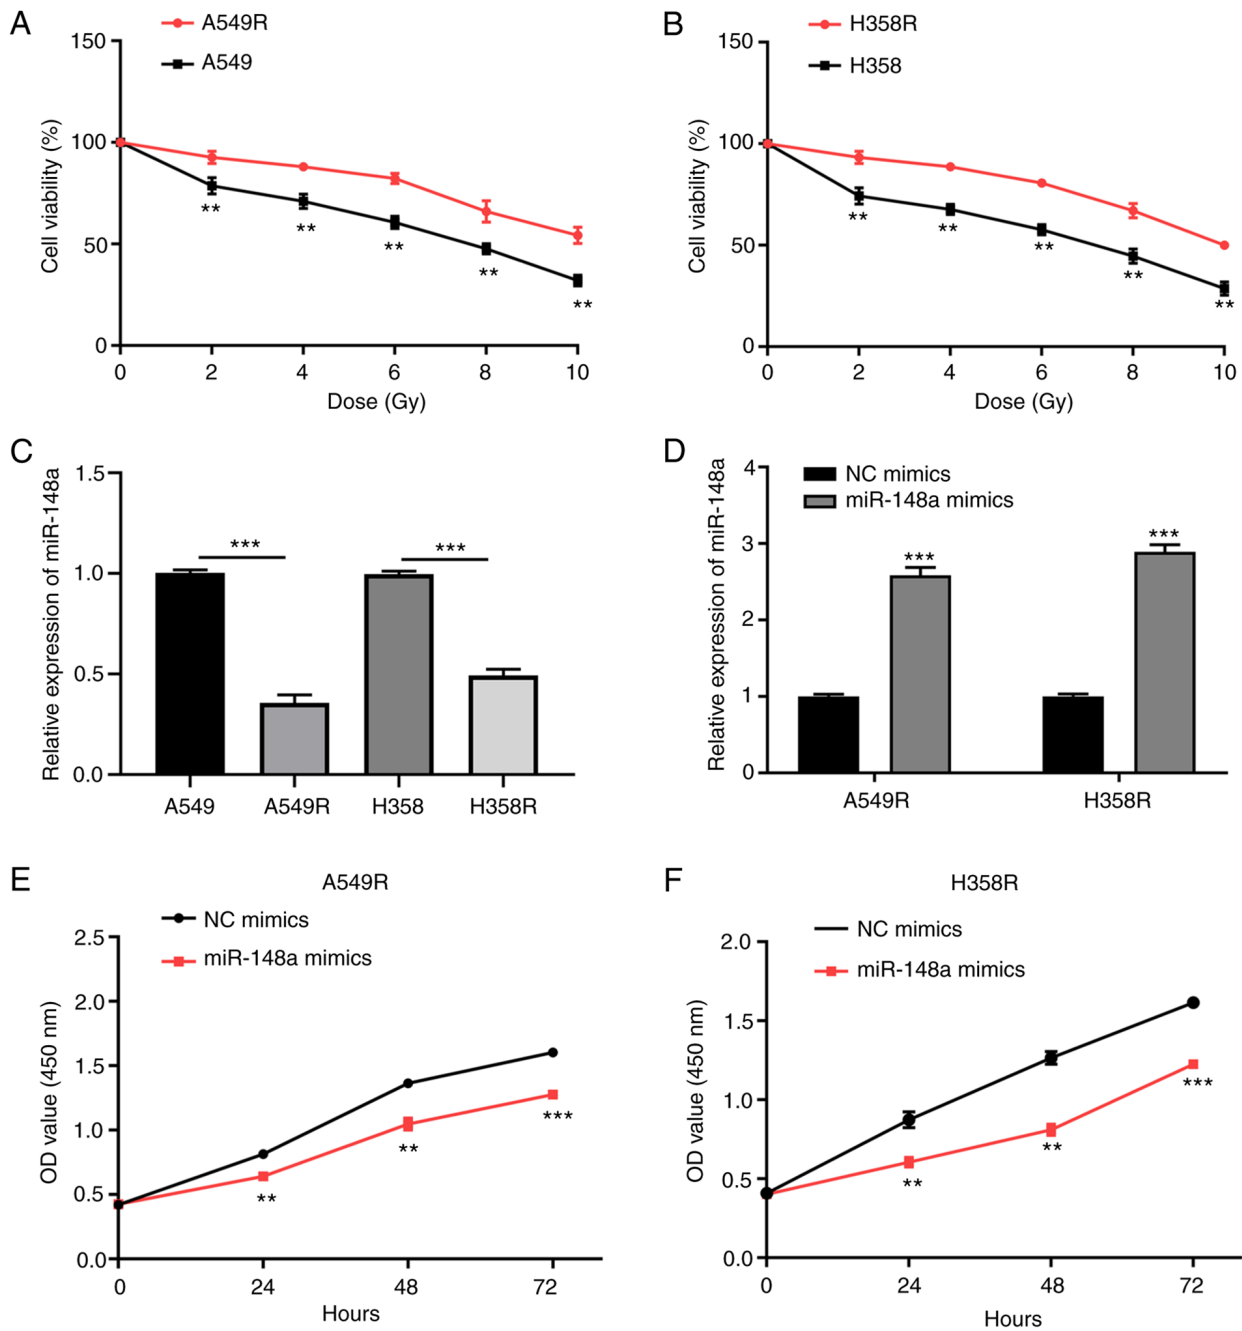 A
A549R
A549
150
100
50
0
Cell viability (%)
**
**
**
**
**
0 2 4 6 8 10
Dose (Gy)
B
H358R
H358
150
100
50
0
Cell viability (%)
**
**
**
**
**
0 2 4 6 8 10
Dose (Gy)
C
1.5
1.0
0.5
0.0
Relative expression of miR-148a
*** ***
A549 A549R H358 H358R
D
NC mimics
miR-148a mimics
4
3
2
1
0
Relative expression of miR-148a
*** ***
A549R H358R
E
A549R
NC mimics
miR-148a mimics
2.5
2.0
1.5
1.0
0.5
0.0
OD value (450 nm)
**
**
***
0 24 48 72
Hours
F
H358R
NC mimics
miR-148a mimics
2.0
1.5
1.0
0.5
0.0
OD value (450 nm)
**
**
***
0 24 48 72
Hours